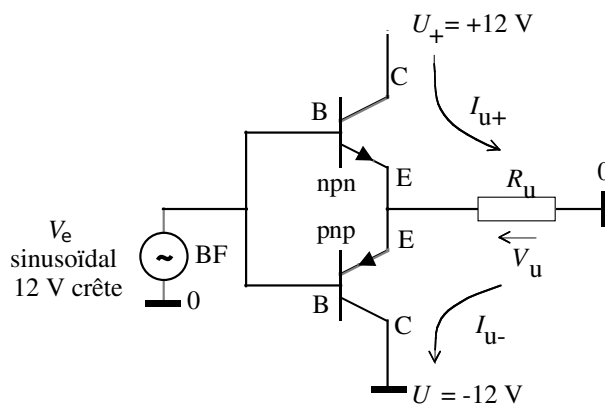 U+ = +12 V
C
B
Iu+
npn
E
0
Ru
Ve
sinusoïdal
12 V crête
BF
pnp
E
Vu
0
B
C
Iu-
U = -12 V